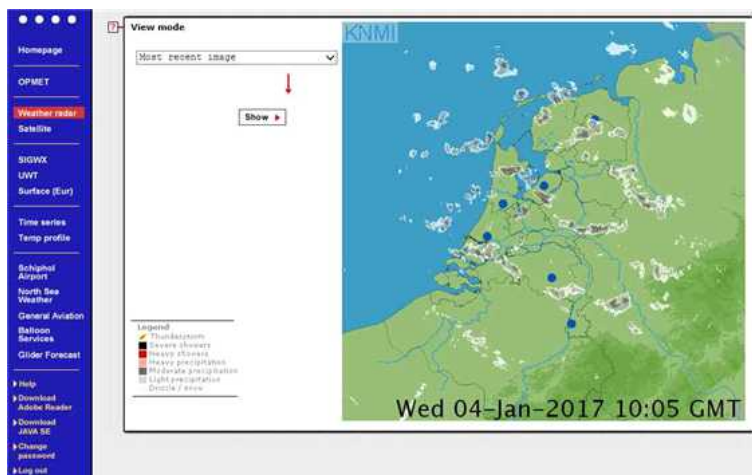 Homepage
OPMET
Weather radar
Satellite
SIGWX
UWT
Surface (Eur)
Time series
Temp profile
Schiphol
Airport
North Sea
Weather
General Aviation
Balloon
Services
Glider Forecast
Help
Download
Adobe Reader
Download
JAVA SE
Change
password
Log out
?
View mode
Most recent image
Show
Legend
Thunderstorm
Severe showers
Heavy showers
Heavy precipitation
Moderate precipitation
Light precipitation
Drizzle / snow
KNMI
Wed 04-Jan-2017 10:05 GMT